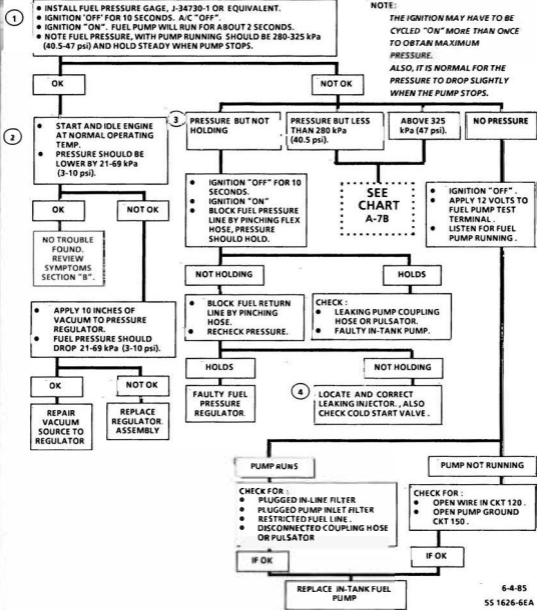 1
• INSTALL FUEL PRESSURE GAGE, J-34730-1 OR EQUIVALENT.
• IGNITION 'OFF' FOR 10 SECONDS. A/C "OFF".
• IGNITION "ON". FUEL PUMP WILL RUN FOR ABOUT 2 SECONDS.
• NOTE FUEL PRESSURE, WITH PUMP RUNNING SHOULD BE 280-325 kPa
(40.5-47 psi) AND HOLD STEADY WHEN PUMP STOPS.
NOTE:
THE IGNITION MAY HAVE TO BE
CYCLED "ON" MORE THAN ONCE
TO OBTAIN MAXIMUM
PRESSURE.
ALSO, IT IS NORMAL FOR THE
PRESSURE TO DROP SLIGHTLY
WHEN THE PUMP STOPS.
OK
NOT OK
2
• START AND IDLE ENGINE
AT NORMAL OPERATING
TEMP.
• PRESSURE SHOULD BE
LOWER BY 21-69 kPa
(3-10 psi).
3
PRESSURE BUT NOT
HOLDING
PRESSURE BUT LESS
THAN 280 kPa
(40.5 psi).
ABOVE 325
kPa (47 psi).
NO PRESSURE
• IGNITION "OFF" FOR 10
SECONDS.
• IGNITION "ON"
• BLOCK FUEL PRESSURE
LINE BY PINCHING FLEX
HOSE, PRESSURE
SHOULD HOLD.
SEE
CHART
A-7B
• IGNITION "OFF".
• APPLY 12 VOLTS TO
FUEL PUMP TEST
TERMINAL.
• LISTEN FOR FUEL
PUMP RUNNING.
OK
NOT OK
NO TROUBLE
FOUND.
REVIEW
SYMPTOMS
SECTION "B".
NOT HOLDING
HOLDS
• APPLY 10 INCHES OF
VACUUM TO PRESSURE
REGULATOR.
• FUEL PRESSURE SHOULD
DROP 21-69 kPa (3-10 psi).
• BLOCK FUEL RETURN
LINE BY PINCHING
HOSE.
• RECHECK PRESSURE.
CHECK:
• LEAKING PUMP COUPLING
HOSE OR PULSATOR.
• FAULTY IN-TANK PUMP.
OK
NOT OK
HOLDS
NOT HOLDING
REPAIR
VACUUM
SOURCE TO
REGULATOR
REPLACE
REGULATOR.
ASSEMBLY
FAULTY FUEL
PRESSURE
REGULATOR.
4
LOCATE AND CORRECT
LEAKING INJECTOR., ALSO
CHECK COLD START VALVE.
PUMP RUNS
PUMP NOT RUNNING
CHECK FOR:
• PLUGGED IN-LINE FILTER
• PLUGGED PUMP INLET FILTER
• RESTRICTED FUEL LINE.
• DISCONNECTED COUPLING HOSE
OR PULSATOR
CHECK FOR:
• OPEN WIRE IN CKT 120.
• OPEN PUMP GROUND
CKT 150.
IF OK
IF OK
REPLACE IN-TANK FUEL
PUMP
6-4-85
5S 1626-6EA